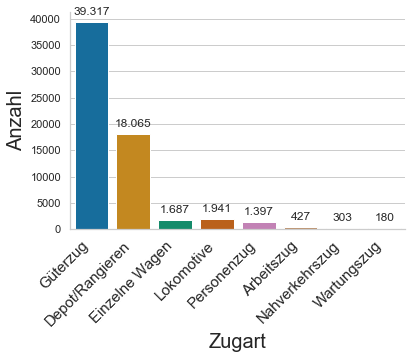 39.317
40000
35000
30000
25000
20000
15000
10000
5000
0
18.065
1.687
1.941
1.397
427
303
180
Anzahl
Güterzug
Depot/Rangieren
Einzelne Wagen
Lokomotive
Personenzug
Arbeitszug
Nahverkehrszug
Wartungszug
Zugart